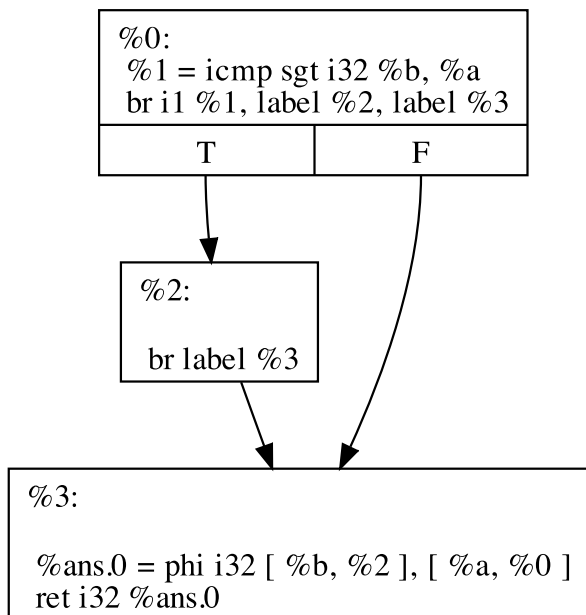 %0:
%1 = icmp sgt i32 %b, %a
br i1 %1, label %2, label %3
T
F
%2:
br label %3
%3:
%ans.0 = phi i32 [ %b, %2 ], [ %a, %0 ]
ret i32 %ans.0